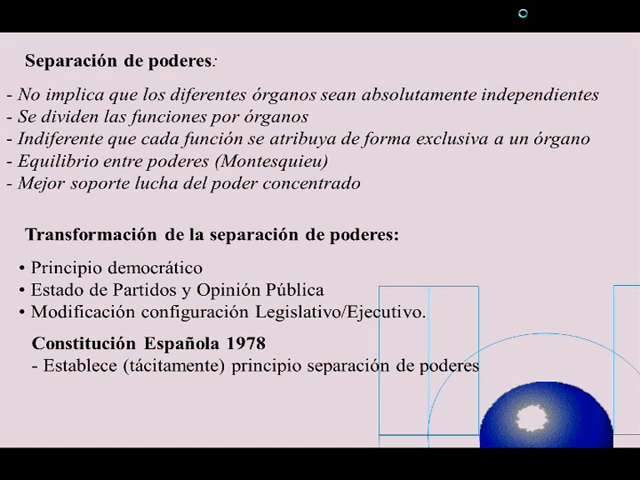 Separación de poderes:
- No implica que los diferentes órganos sean absolutamente independientes
- Se dividen las funciones por órganos
- Indiferente que cada función se atribuya de forma exclusiva a un órgano
- Equilibrio entre poderes (Montesquieu)
- Mejor soporte lucha del poder concentrado
Transformación de la separación de poderes:
• Principio democrático
• Estado de Partidos y Opinión Pública
• Modificación configuración Legislativo/Ejecutivo.
Constitución Española 1978
- Establece (tácitamente) principio separación de poderes